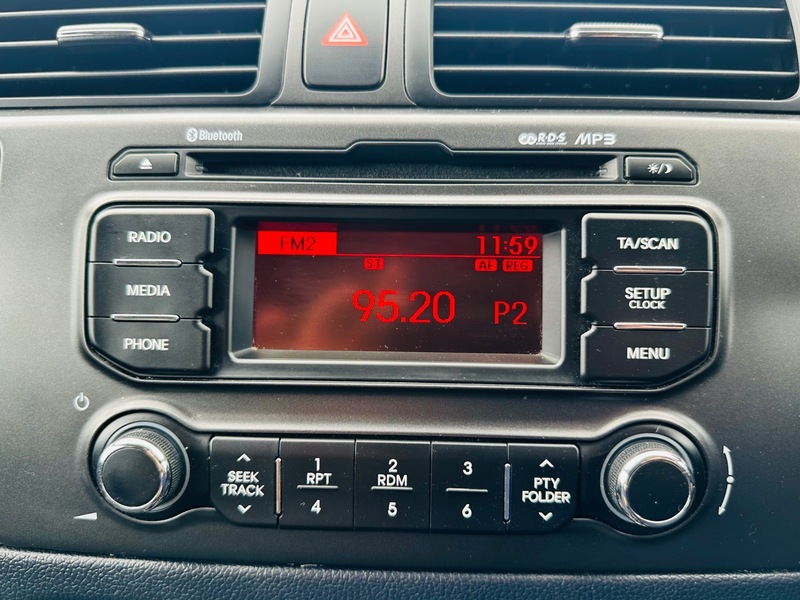 Bluetooth
R·D·S MP3
RADIO
MEDIA
PHONE
FM2
11:59
ST
AF REG
95.20
P2
TA/SCAN
SETUP
CLOCK
MENU
SEEK
TRACK
1
RPT
4
2
RDM
5
3
6
PTY
FOLDER